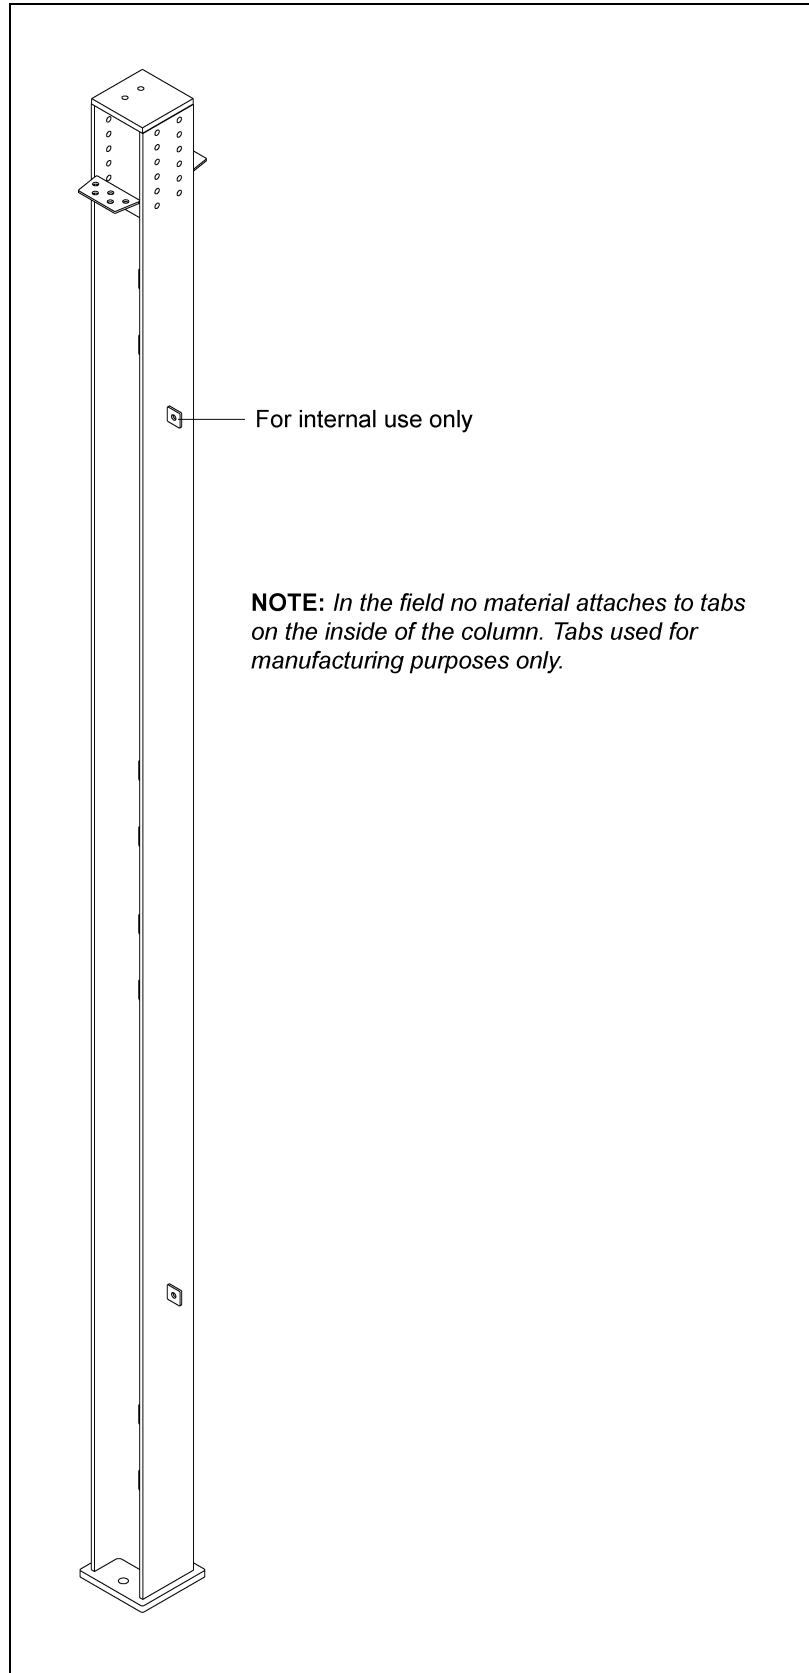 For internal use only
NOTE: In the field no material attaches to tabs
on the inside of the column. Tabs used for
manufacturing purposes only.